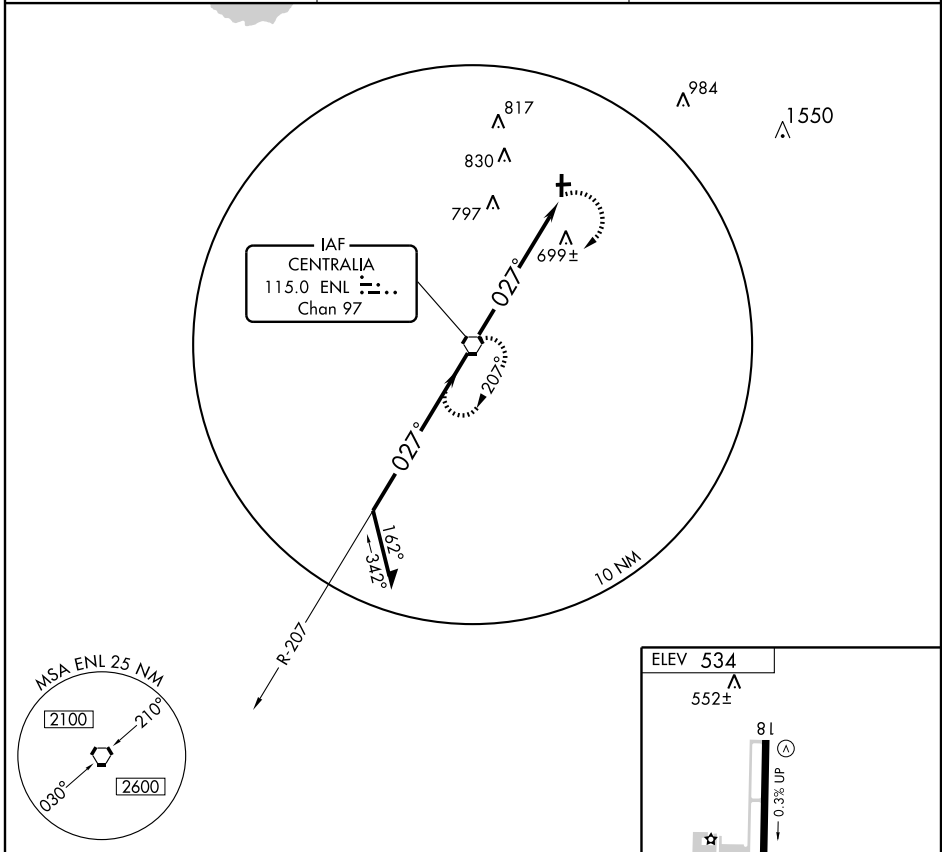 984
817
1550
830
797
699±
IAF
CENTRALIA
115.0 ENL
Chan 97
027°
207°
027°
162°
342°
10 NM
R-207
MSA ENL 25 NM
2100
210°
030°
2600
ELEV 534
552±
18
0.3% UP